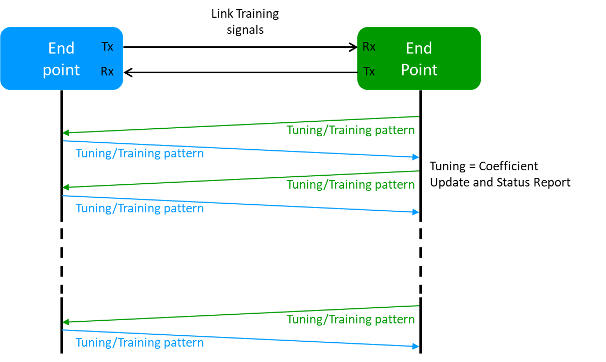 Link Training
signals
End
point
Tx
Rx
Rx
Tx
End
Point
Tuning/Training pattern
Tuning/Training pattern
Tuning = Coefficient
Update and Status Report
Tuning/Training pattern
Tuning/Training pattern
Tuning/Training pattern
Tuning/Training pattern